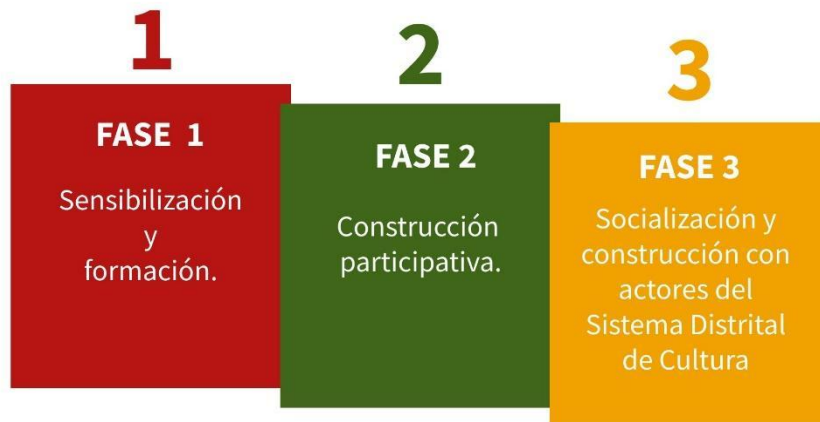 1
FASE 1
Sensibilización
y
formación.
2
FASE 2
Construcción
participativa.
3
FASE 3
Socialización y
construcción con
actores del
Sistema Distrital
de Cultura